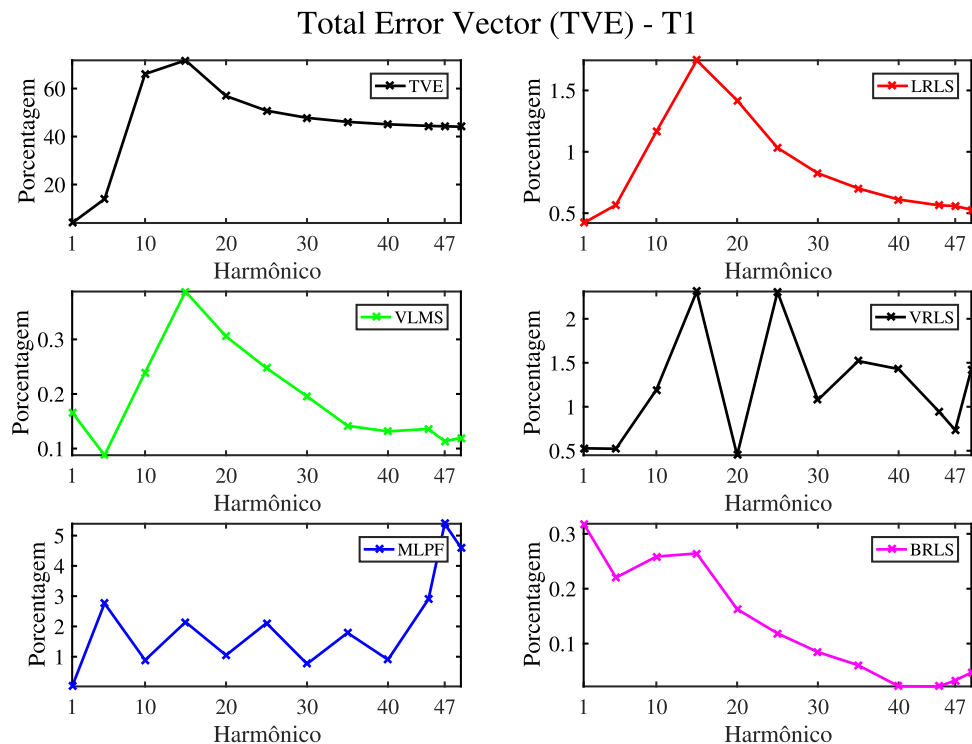 Total Error Vector (TVE) - T1
Porcentagem
60
40
20
TVE
1 10 20 30 40 47
Harmônico
Porcentagem
1.5
1
0.5
LRLS
1 10 20 30 40 47
Harmônico
Porcentagem
0.3
0.2
0.1
VLMS
1 10 20 30 40 47
Harmônico
Porcentagem
2
1.5
1
0.5
VRLS
1 10 20 30 40 47
Harmônico
Porcentagem
5
4
3
2
1
MLPF
1 10 20 30 40 47
Harmônico
Porcentagem
0.3
0.2
0.1
BRLS
1 10 20 30 40 47
Harmônico